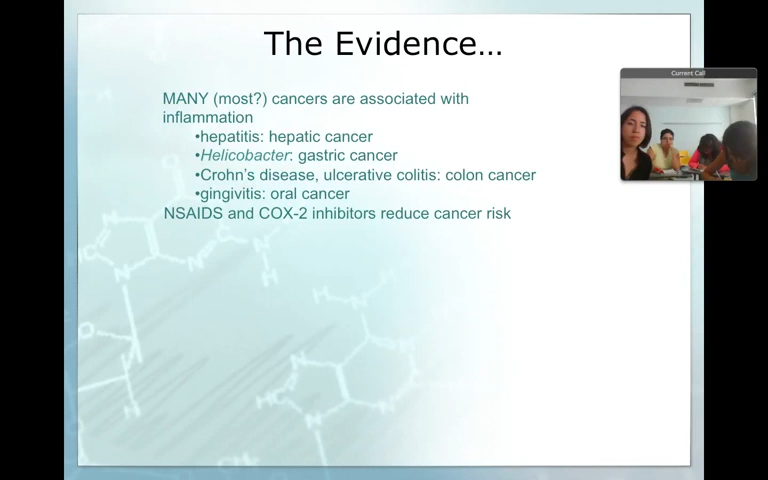 The Evidence…
Current Call
MANY (most?) cancers are associated with
inflammation
•hepatitis: hepatic cancer
•Helicobacter: gastric cancer
•Crohn's disease, ulcerative colitis: colon cancer
•gingivitis: oral cancer
NSAIDS and COX-2 inhibitors reduce cancer risk